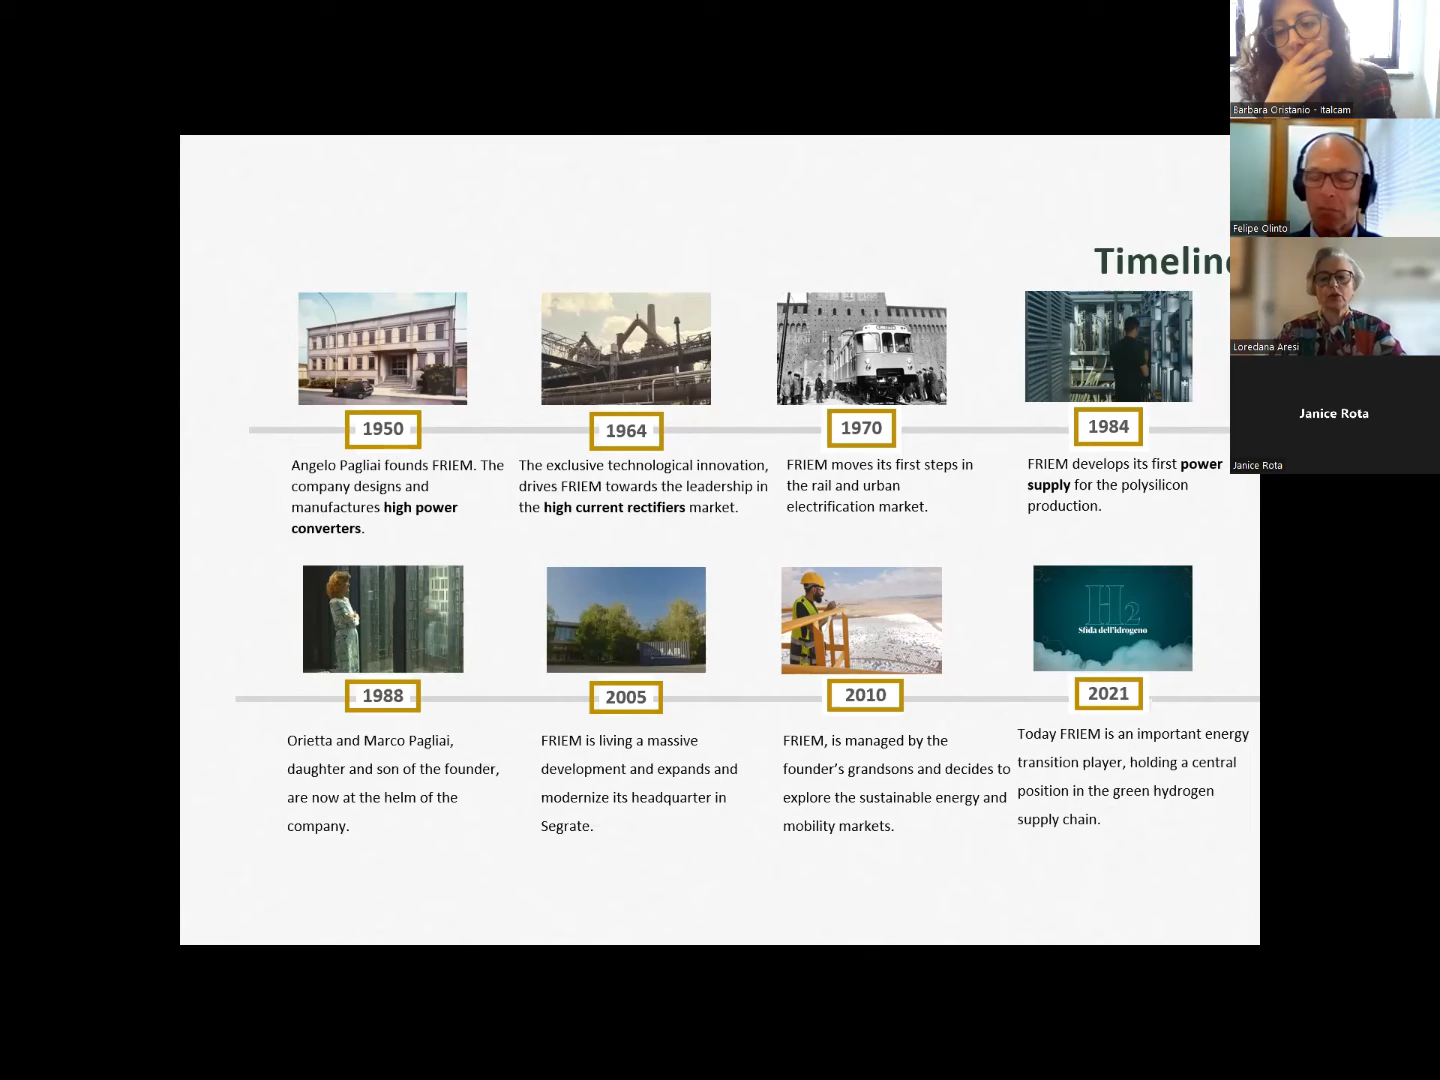 Barbara Oristanio - Italcam
Felipe Olinto
Timeline
Loredana Aresi
Janice Rota
Janice Rota
1950
1964
1970
1984
Angelo Pagliai founds FRIEM. The
company designs and
manufactures high power
converters.
The exclusive technological innovation,
drives FRIEM towards the leadership in
the high current rectifiers market.
FRIEM moves its first steps in
the rail and urban
electrification market.
FRIEM develops its first power
supply for the polysilicon
production.
H2
Sfida dell'idrogeno
1988
2005
2010
2021
Orietta and Marco Pagliai,
daughter and son of the founder,
are now at the helm of the
company.
FRIEM is living a massive
development and expands and
modernize its headquarter in
Segrate.
FRIEM, is managed by the
founder's grandsons and decides to
explore the sustainable energy and
mobility markets.
Today FRIEM is an important energy
transition player, holding a central
position in the green hydrogen
supply chain.